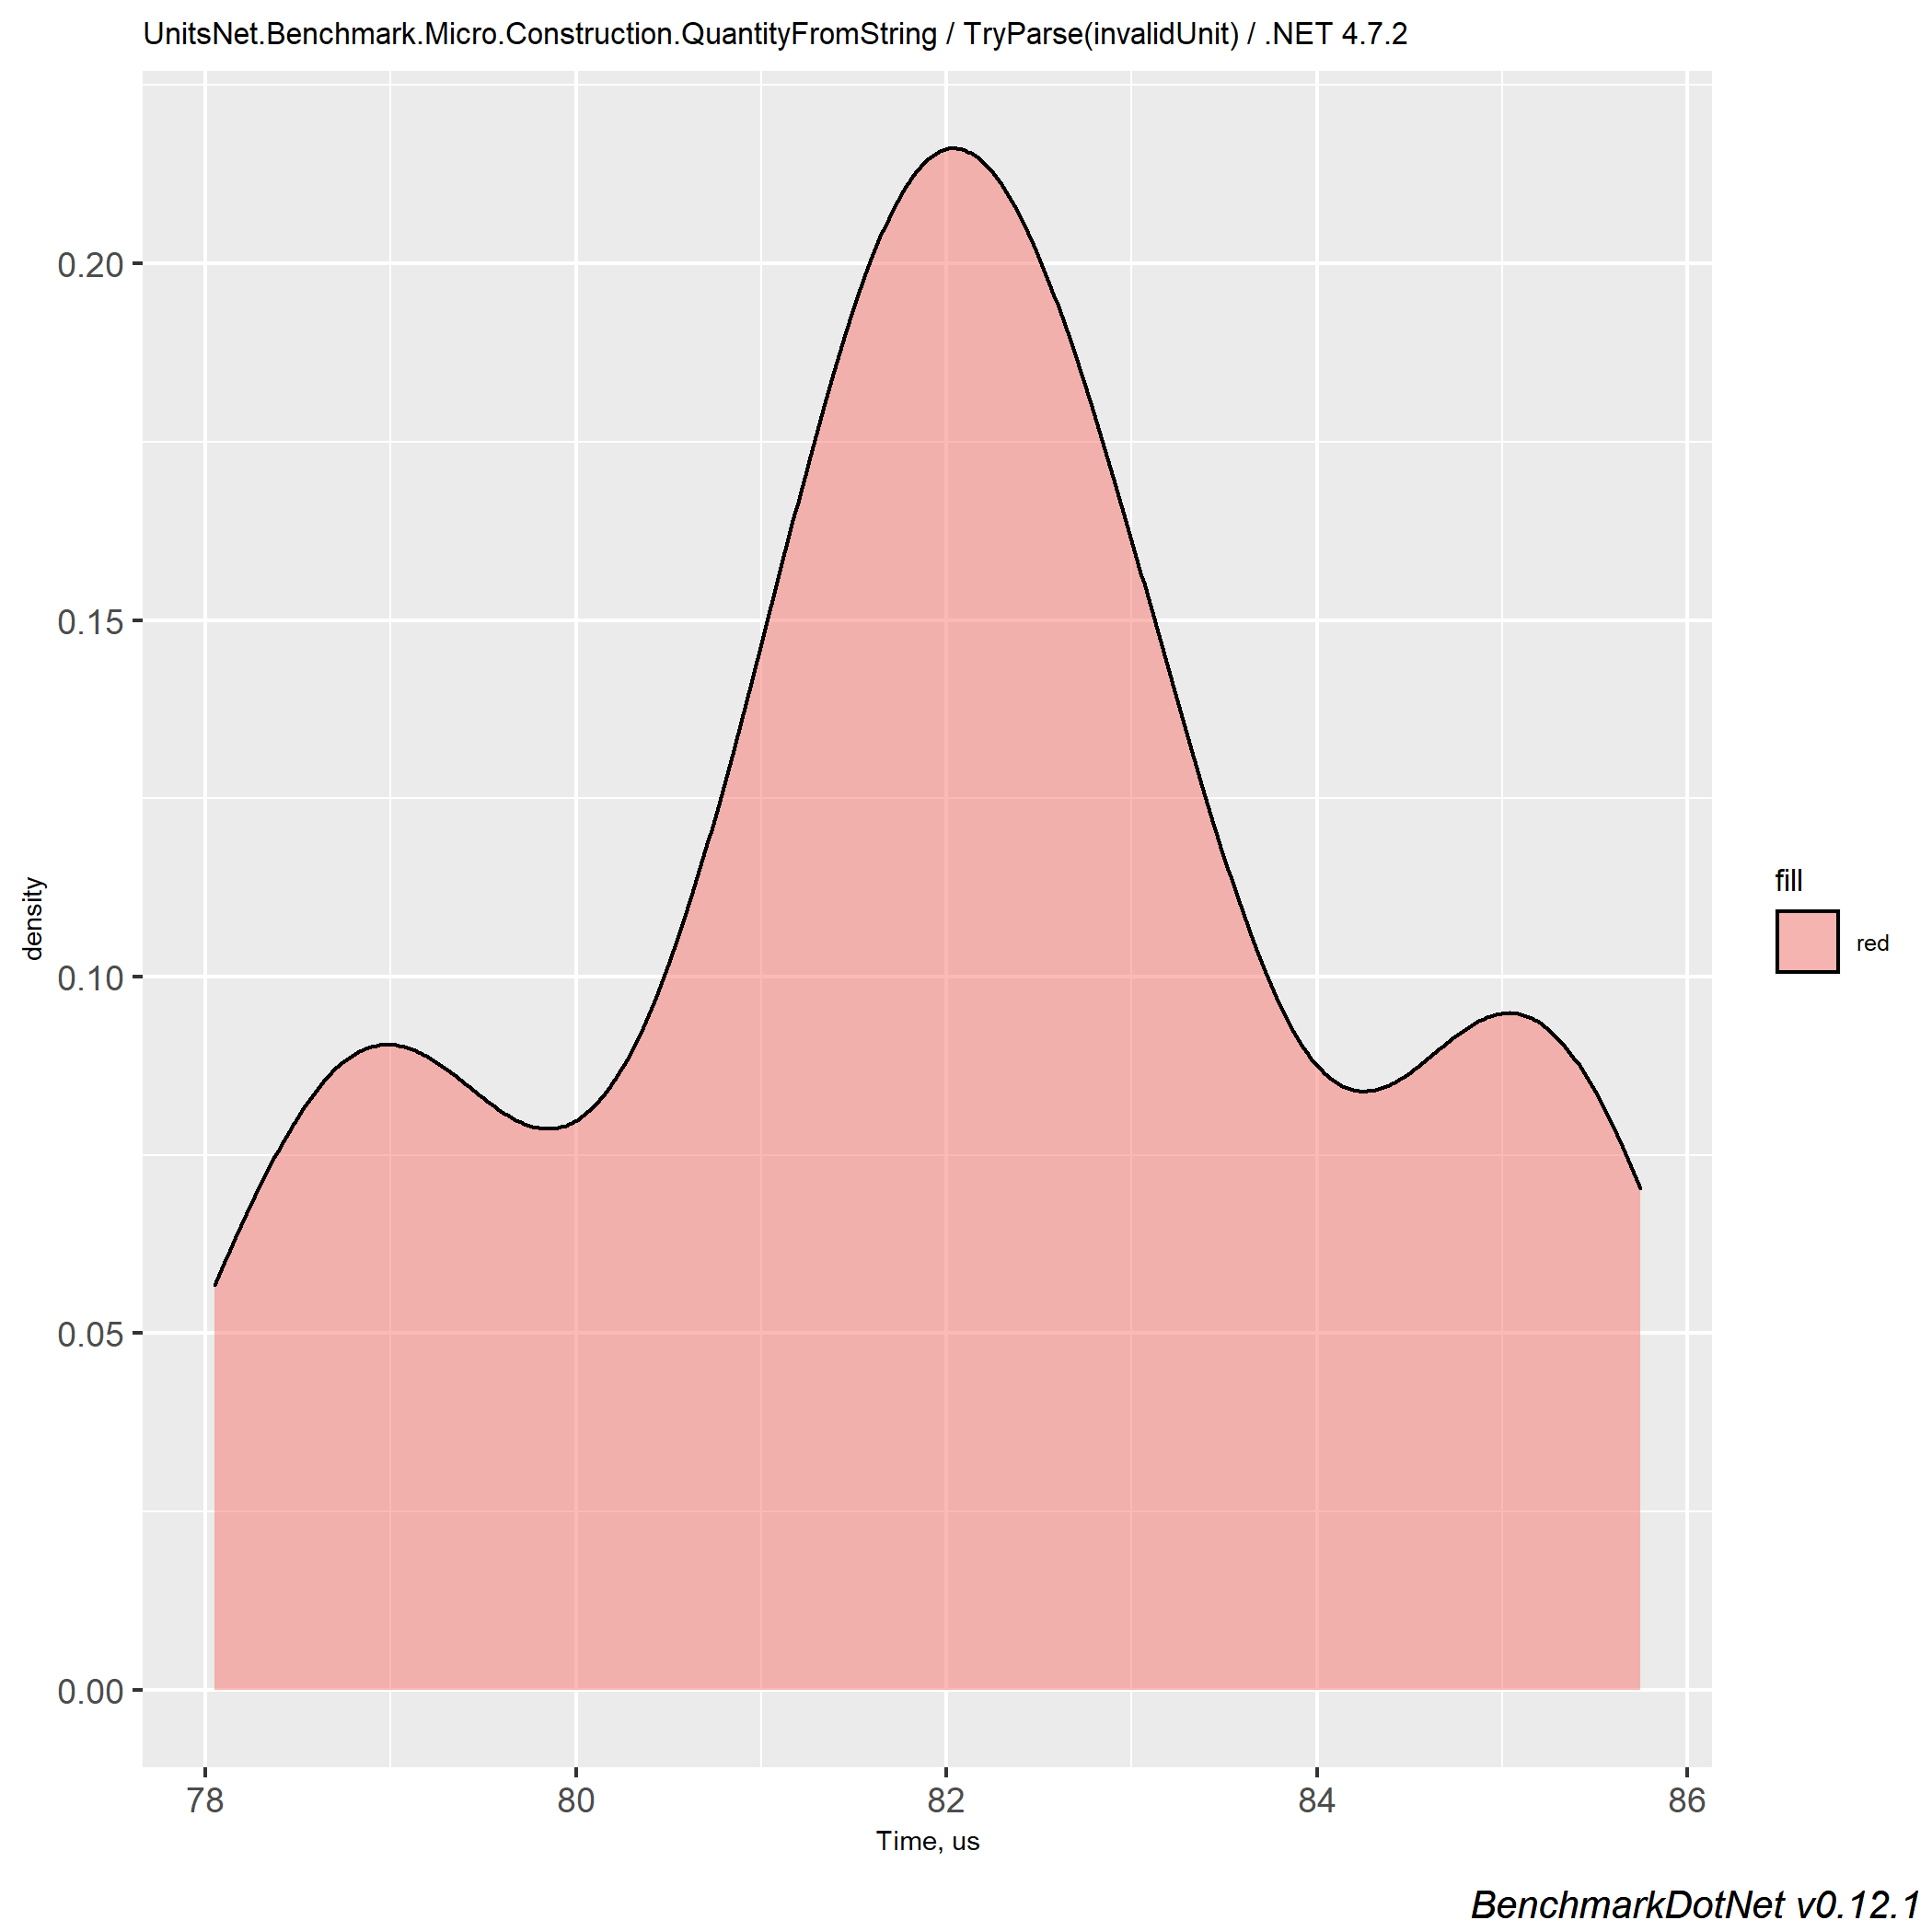 UnitsNet.Benchmark.Micro.Construction.QuantityFromString / TryParse(invalidUnit) / .NET 4.7.2
0.20
0.15
0.10
0.05
0.00
density
78 80 82 84 86
Time, us
fill
red
BenchmarkDotNet v0.12.1